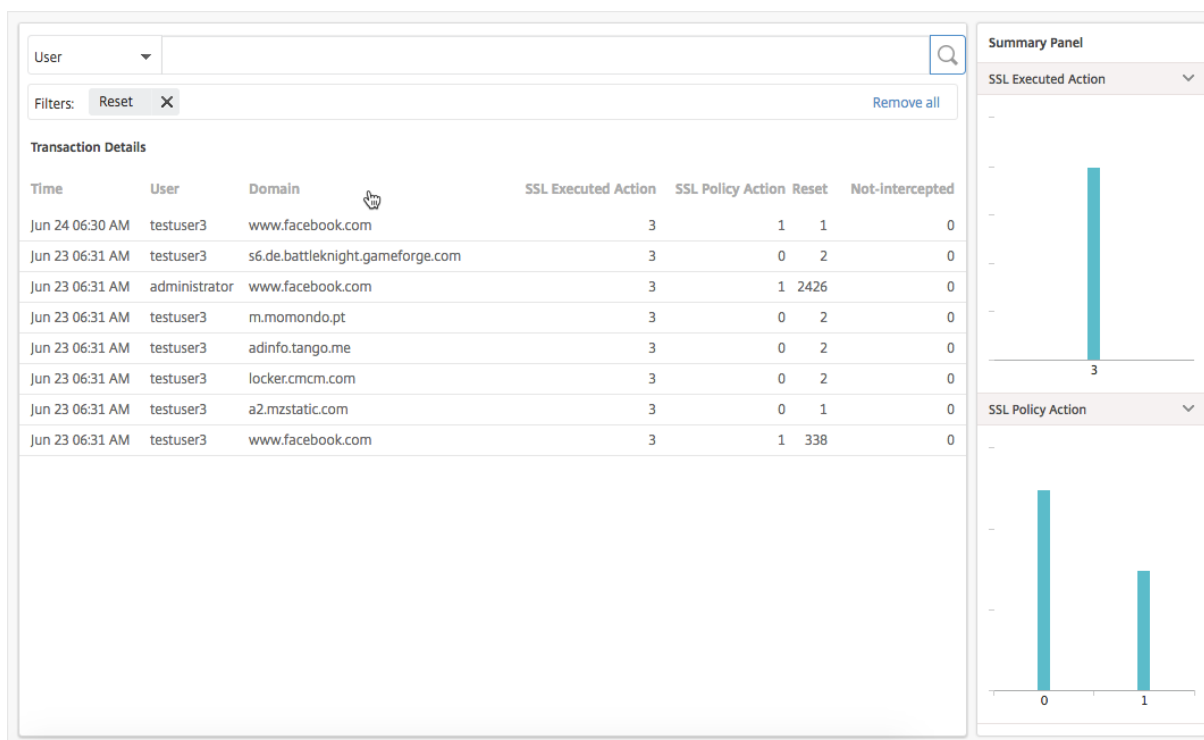 User
Filters: Reset Remove all
Transaction Details
Time User Domain SSL Executed Action SSL Policy Action Reset Not-intercepted
Jun 24 06:30 AM testuser3 www.facebook.com 3 1 1 0
Jun 23 06:31 AM testuser3 s6.de.battleknight.gameforge.com 3 0 2 0
Jun 23 06:31 AM administrator www.facebook.com 3 1 2426 0
Jun 23 06:31 AM testuser3 m.momondo.pt 3 0 2 0
Jun 23 06:31 AM testuser3 adinfo.tango.me 3 0 2 0
Jun 23 06:31 AM testuser3 locker.cmcm.com 3 0 2 0
Jun 23 06:31 AM testuser3 a2.mzstatic.com 3 0 1 0
Jun 23 06:31 AM testuser3 www.facebook.com 3 1 338 0
Summary Panel
SSL Executed Action
3
SSL Policy Action
0 1